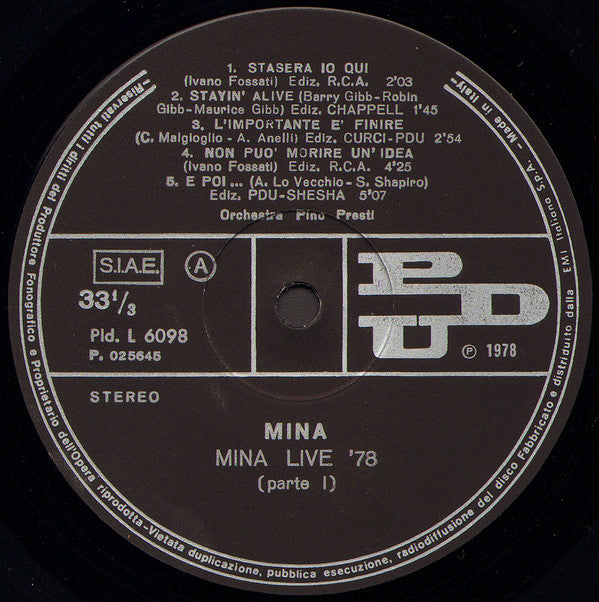 1. STASERA IO QUI
(Ivano Fossati) Ediz. R.C.A. 2'03
2. STAYIN' ALIVE (Barry Gibb-Robin
Gibb-Maurice Gibb) Ediz. CHAPPELL 1'45
3. L'IMPORTANTE E' FINIRE
(C. Malgioglio - A. Anelli) Ediz. CURCI-PDU 2'54
4. NON PUO' MORIRE UN'IDEA
(Ivano Fossati) Ediz. R.C.A. 4'25
5. E POI ... (A. Lo Vecchio - S. Shapiro)
Ediz. PDU-SHESHA 5'07
Orchestra Pino Presti
S.I.A.E. A
33 1/3
Pld. L 6098
P. 025645
PDU
℗ 1978
STEREO
MINA
MINA LIVE '78
(parte I)
-Riservati tutti i diritti del Produttore Fonografico e Proprietario dell'Opera riprodotta-Vietata duplicazione, pubblica esecuzione, radiodiffusione del disco Fabbricato e distribuito dalla EMI Italiana S.p.A. - Made in Italy-